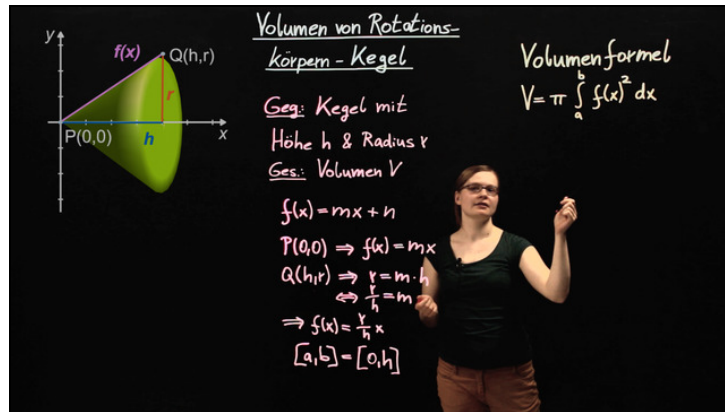 y
f(x)
Q(h,r)
r
P(0,0)
h
x
Volumen von Rotations-
körpern - Kegel
Geg.: Kegel mit
Höhe h & Radius r
Ges.: Volumen V
f(x) = mx + n
P(0,0) ⇒ f(x) = mx
Q(h,r) ⇒ r = m · h
⇔ r/h = m
⇒ f(x) = r/h x
[a,b] = [0,h]
Volumenformel
V = π ∫_a^b f(x)² dx